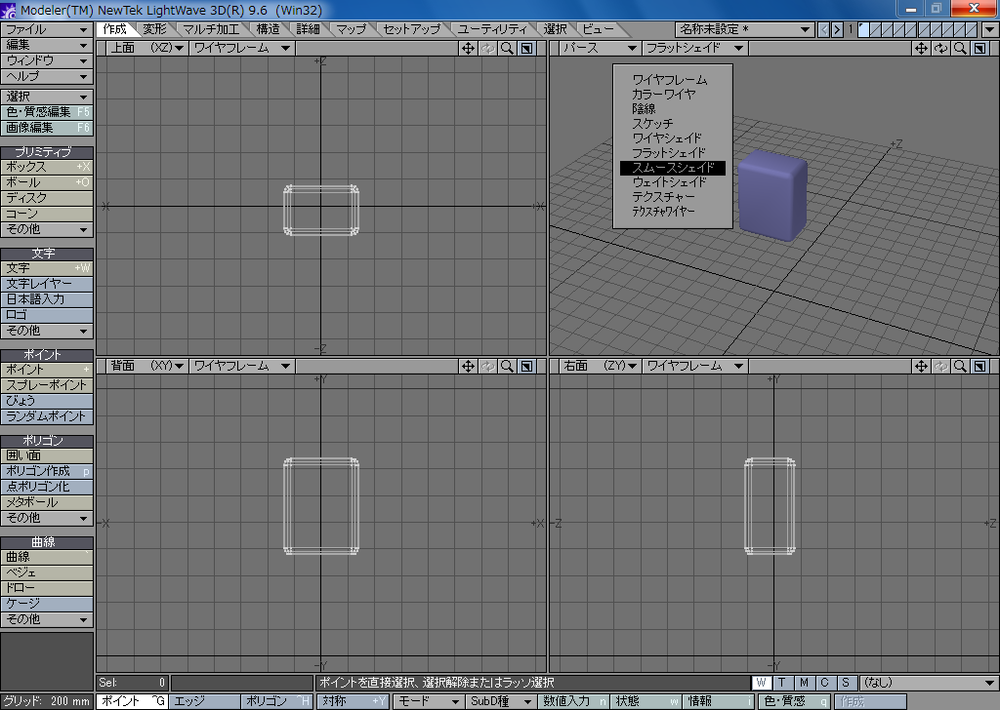 Modeler(TM) NewTek LightWave 3D(R) 9.6 (Win32)
ファイル 作成 変形 マルチ加工 構造 詳細 マップ セットアップ ユーティリティ 選択 ビュー 名称未設定 * 1
編集
ウィンドウ
ヘルプ
上面 (XZ) ワイヤフレーム
パース フラットシェイド
選択
色・質感編集 F5
画像編集 F6
プリミティブ
ボックス +X
ボール +O
ディスク
コーン
その他
文字
文字 +W
文字レイヤー
日本語入力
ロゴ
その他
ポイント
ポイント +
スプレーポイント
びょう
ランダムポイント
ポリゴン
囲い面
ポリゴン作成 p
点ポリゴン化
メタボール
その他
曲線
曲線
ベジェ
ドロー
ケージ
その他
+Z
-X +X
-Z
ワイヤフレーム
カラーワイヤ
陰線
スケッチ
ワイヤシェイド
フラットシェイド
スムースシェイド
ウェイトシェイド
テクスチャー
テクスチャワイヤー
+Z
背面 (XY) ワイヤフレーム
+Y
-X +X
-Y
右面 (ZY) ワイヤフレーム
+Y
-Z +Z
-Y
Sel: 0 ポイントを直接選択、選択解除またはラッソ選択 W T M C S (なし)
グリッド: 200 mm ポイント ^G エッジ ポリゴン ^H 対称 +Y モード SubD種 数値入力 n 状態 w 情報 i 色・質感 q 作成